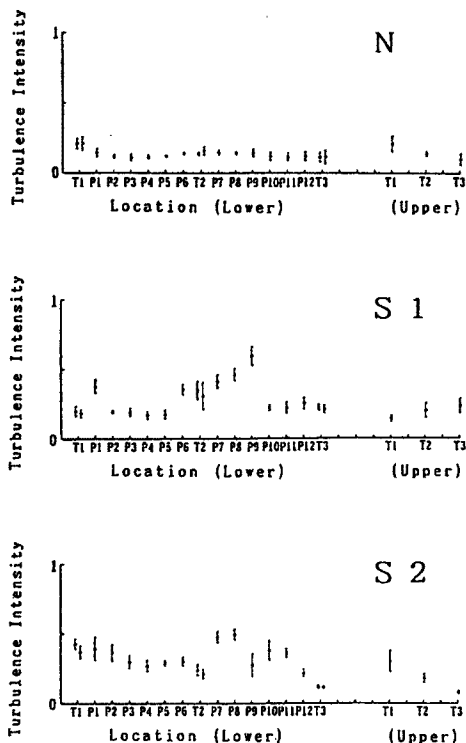 N
Turbulence Intensity
1
0
T1 P1 P2 P3 P4 P5 P6 T2 P7 P8 P9 P10 P11 P12 T3 T1 T2 T3
Location (Lower) (Upper)
S 1
Turbulence Intensity
1
0
T1 P1 P2 P3 P4 P5 P6 T2 P7 P8 P9 P10 P11 P12 T3 T1 T2 T3
Location (Lower) (Upper)
S 2
Turbulence Intensity
1
0
T1 P1 P2 P3 P4 P5 P6 T2 P7 P8 P9 P10 P11 P12 T3 T1 T2 T3
Location (Lower) (Upper)